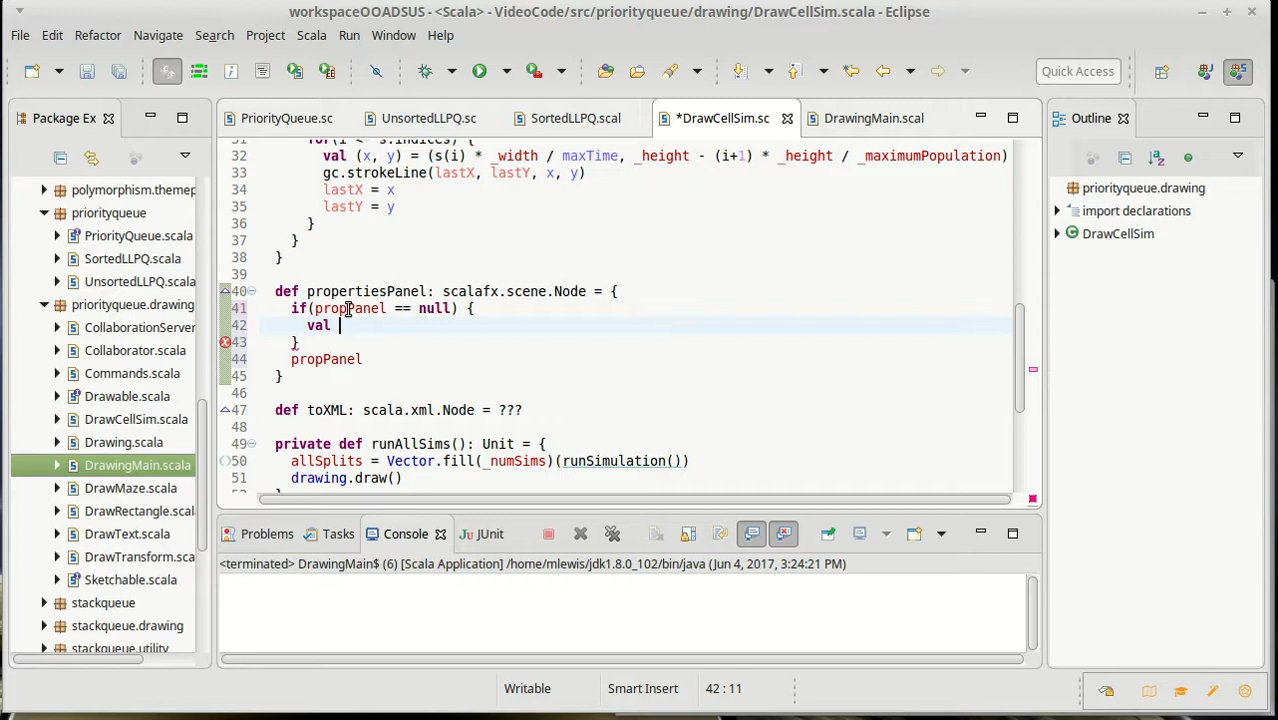 workspaceOOADSUS - <Scala> - VideoCode/src/priorityqueue/drawing/DrawCellSim.scala - Eclipse
File Edit Refactor Navigate Search Project Scala Run Window Help
Quick Access
Package Ex
PriorityQueue.sc UnsortedLLPQ.sc SortedLLPQ.scal *DrawCellSim.sc DrawingMain.scal
Outline
polymorphism.themep
priorityqueue
PriorityQueue.scala
SortedLLPQ.scala
UnsortedLLPQ.scala
priorityqueue.drawing
CollaborationServer
Collaborator.scala
Commands.scala
Drawable.scala
DrawCellSim.scala
Drawing.scala
DrawingMain.scala
DrawMaze.scala
DrawRectangle.scala
DrawText.scala
DrawTransform.sca
Sketchable.scala
stackqueue
stackqueue.drawing
stackqueue.utility
31 for(i <- s.indices) {
32 val (x, y) = (s(i) * _width / maxTime, _height - (i+1) * _height / _maximumPopulation)
33 gc.strokeLine(lastX, lastY, x, y)
34 lastX = x
35 lastY = y
36 }
37 }
38 }
39
40 def propertiesPanel: scalafx.scene.Node = {
41 if(propPanel == null) {
42 val
43 }
44 propPanel
45 }
46
47 def toXML: scala.xml.Node = ???
48
49 private def runAllSims(): Unit = {
50 allSplits = Vector.fill(_numSims)(runSimulation())
51 drawing.draw()
52 }
priorityqueue.drawing
import declarations
DrawCellSim
Problems Tasks Console JUnit
<terminated> DrawingMain$ (6) [Scala Application] /home/mlewis/jdk1.8.0_102/bin/java (Jun 4, 2017, 3:24:21 PM)
Writable Smart Insert 42 : 11